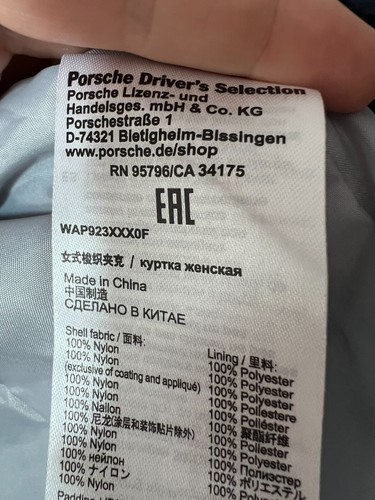 Porsche Driver's Selection
Porsche Lizenz- und
Handelsges. mbH & Co. KG
Porschestraße 1
D-74321 Bietigheim-Bissingen
www.porsche.de/shop
RN 95796/CA 34175
EAC
WAP923XXX0F
女式梭织夹克 / куртка женская
Made in China
中国制造
СДЕЛАНО В КИТАЕ
Shell fabric / 面料:
100% Nylon
100% Nylon
(exclusive of coating and appliqué)
100% Nylon
100% Nylon
100% Nailon
100% 尼龙(涂层和装饰贴片除外)
100% Nylon
100% Nylon
100% нейлон
100% ナイロン
100% Nylon
Lining / 里料:
100% Polyester
100% Polyester
100% Polyester
100% Poliestere
100% Poliéster
100% 聚酯纤维
100% Polyester
100% Poliester
100% Полиэстер
100% ポリエステル